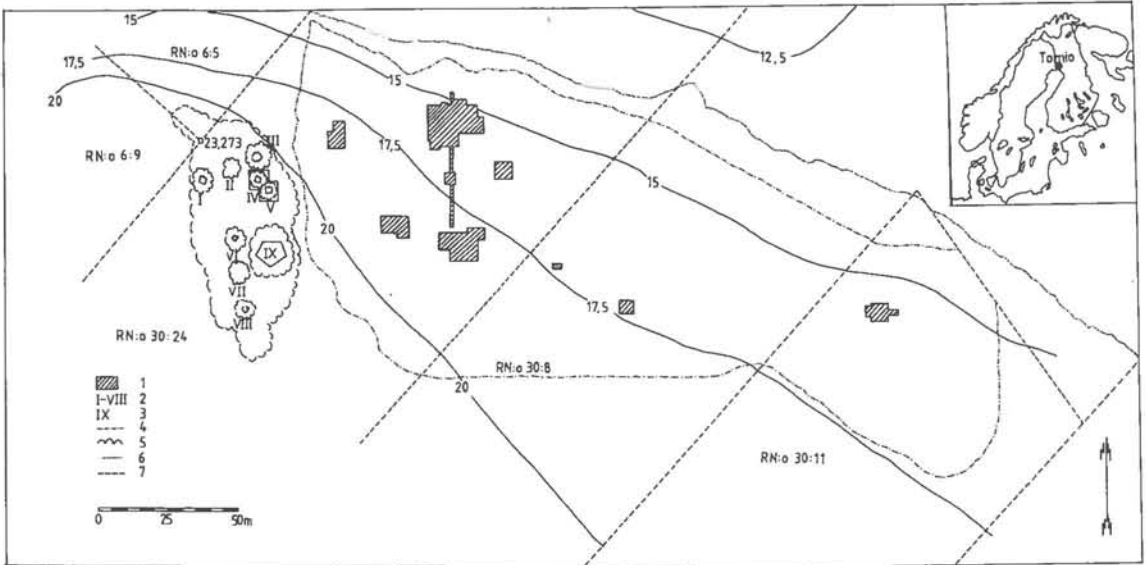 15
12,5
Tornio
17,5
RN:o 6:5
15
20
17,5
RN:o 6:9
23,273
III
II
I
IV
V
15
20
VI
IX
VII
VIII
17,5
RN:o 30:24
RN:o 30:8
20
RN:o 30:11
1
I-VIII 2
IX 3
4
5
6
7
0 25 50m